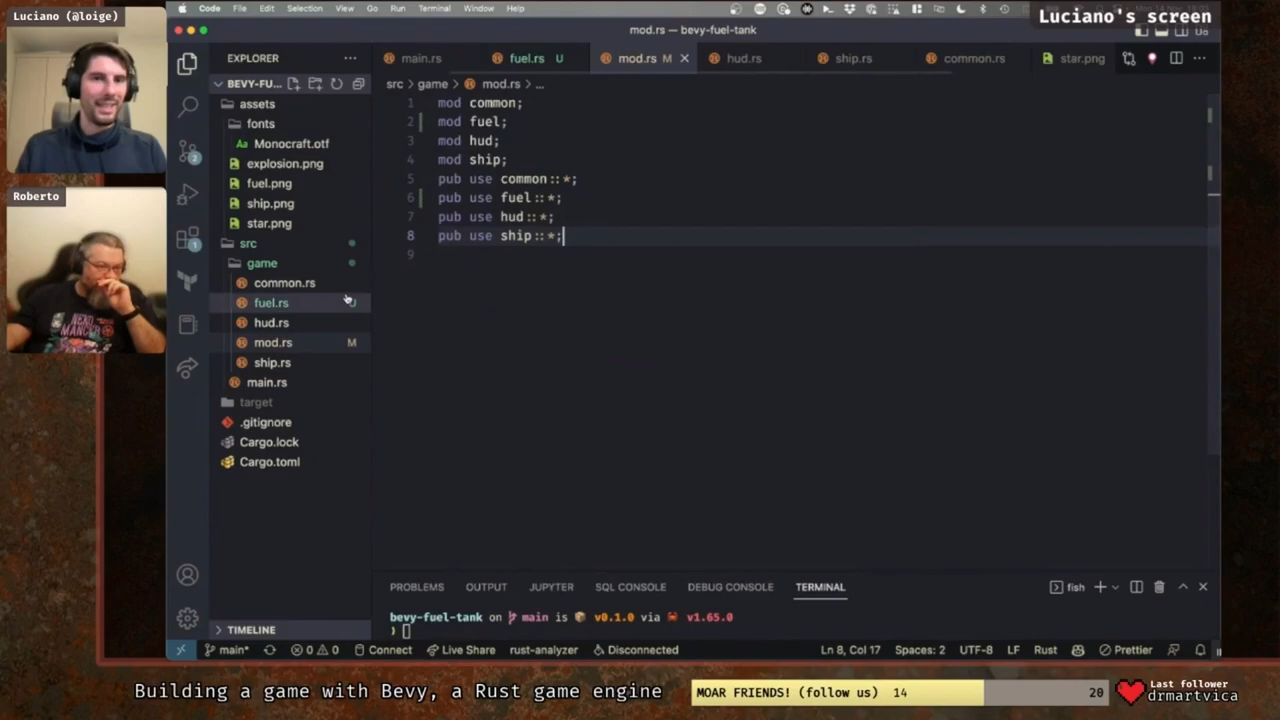 Luciano (@loige)
Roberto
Luciano's screen
Code File Edit Selection View Go Run Terminal Window Help
mod.rs — bevy-fuel-tank
EXPLORER
BEVY-FU...
assets
fonts
Monocraft.otf
explosion.png
fuel.png
ship.png
star.png
src
game
common.rs
fuel.rs U
hud.rs
mod.rs M
ship.rs
main.rs
target
.gitignore
Cargo.lock
Cargo.toml
TIMELINE
main.rs fuel.rs U mod.rs M hud.rs ship.rs common.rs star.png
src > game > mod.rs > ...
1 mod common;
2 mod fuel;
3 mod hud;
4 mod ship;
5 pub use common::*;
6 pub use fuel::*;
7 pub use hud::*;
8 pub use ship::*;
9
PROBLEMS OUTPUT JUPYTER SQL CONSOLE DEBUG CONSOLE TERMINAL fish
bevy-fuel-tank on main is v0.1.0 via v1.65.0
main* 0 0 Connect Live Share rust-analyzer Disconnected Ln 8, Col 17 Spaces: 2 UTF-8 LF Rust Prettier
Building a game with Bevy, a Rust game engine
MOAR FRIENDS! (follow us) 14 20
Last follower
drmartvica